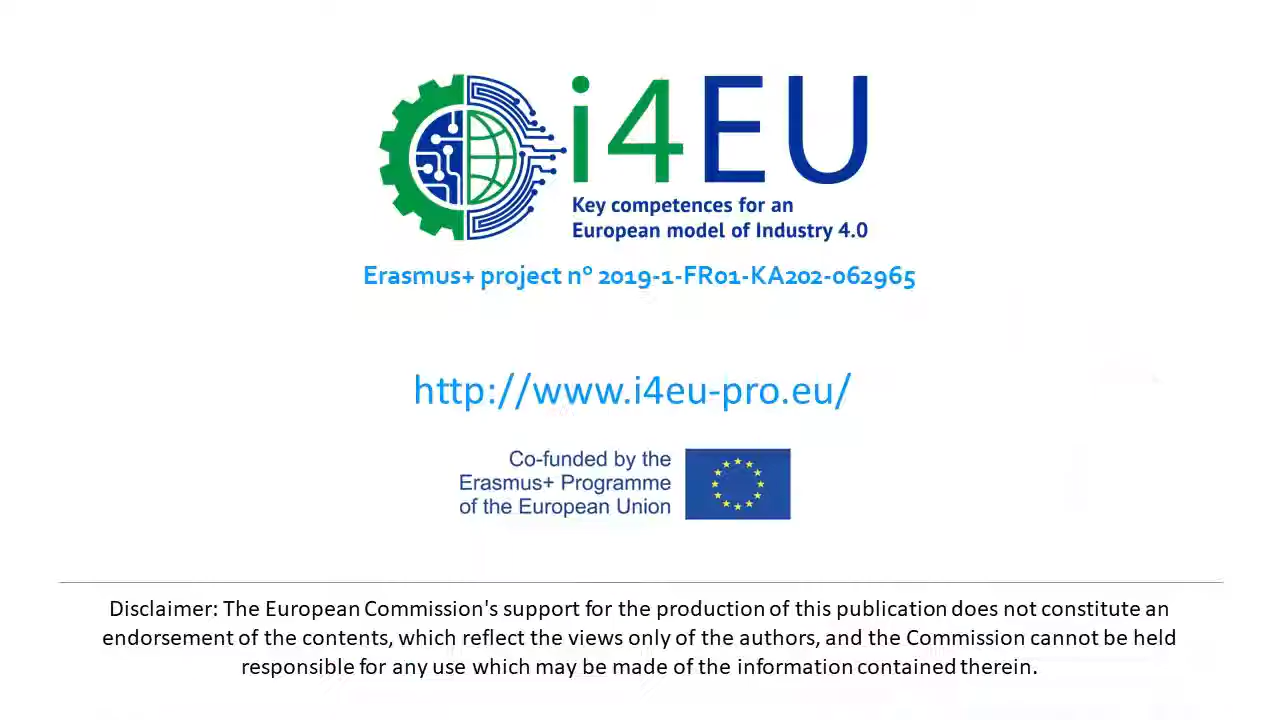 i4EU
Key competences for an
European model of Industry 4.0
Erasmus+ project n° 2019-1-FR01-KA202-062965
http://www.i4eu-pro.eu/
Co-funded by the
Erasmus+ Programme
of the European Union
Disclaimer: The European Commission's support for the production of this publication does not constitute an
endorsement of the contents, which reflect the views only of the authors, and the Commission cannot be held
responsible for any use which may be made of the information contained therein.